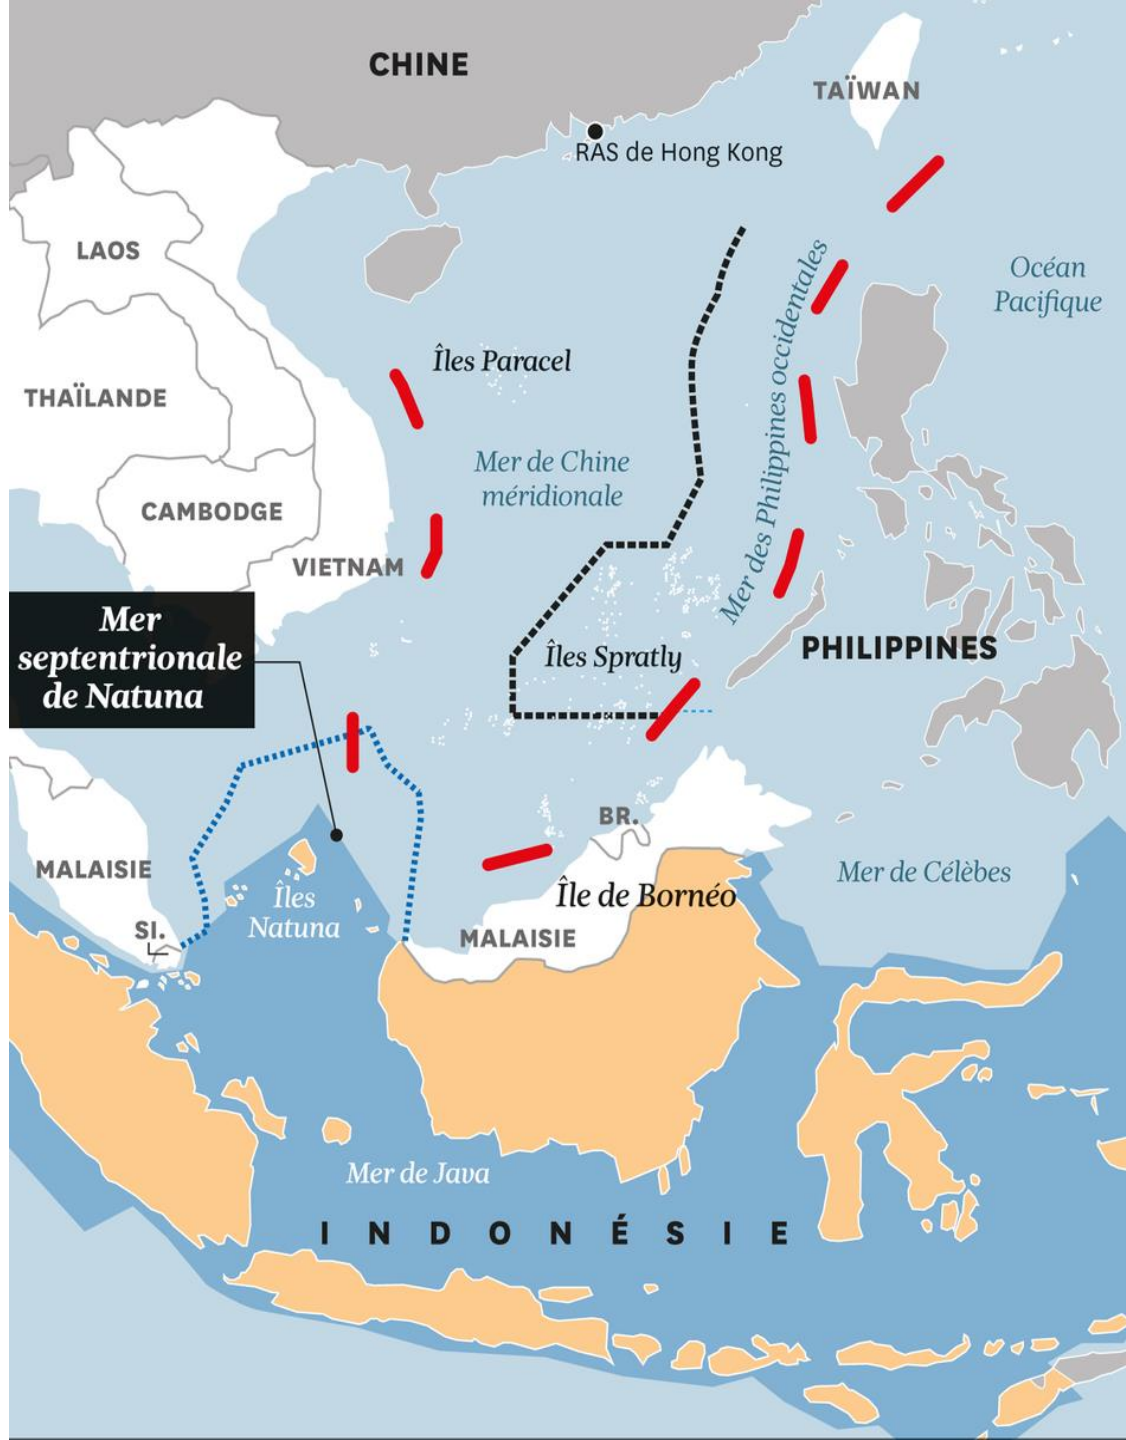 CHINE
TAÏWAN
RAS de Hong Kong
LAOS
Océan
Pacifique
Mer des Philippines occidentales
Îles Paracel
THAÏLANDE
Mer de Chine
méridionale
CAMBODGE
VIETNAM
Mer
septentrionale
de Natuna
Îles Spratly
PHILIPPINES
BR.
MALAISIE
Mer de Célèbes
Îles
Natuna
Île de Bornéo
SI.
MALAISIE
Mer de Java
INDONÉSIE